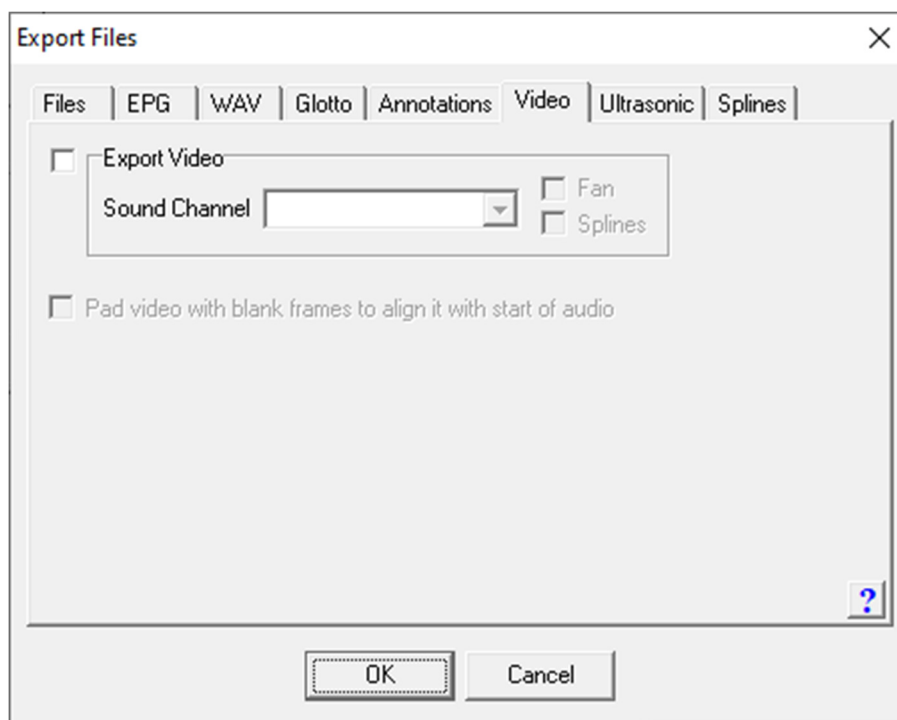 Export Files
Files EPG WAV Glotto Annotations Video Ultrasonic Splines
Export Video
Sound Channel
Fan
Splines
Pad video with blank frames to align it with start of audio
?
OK Cancel